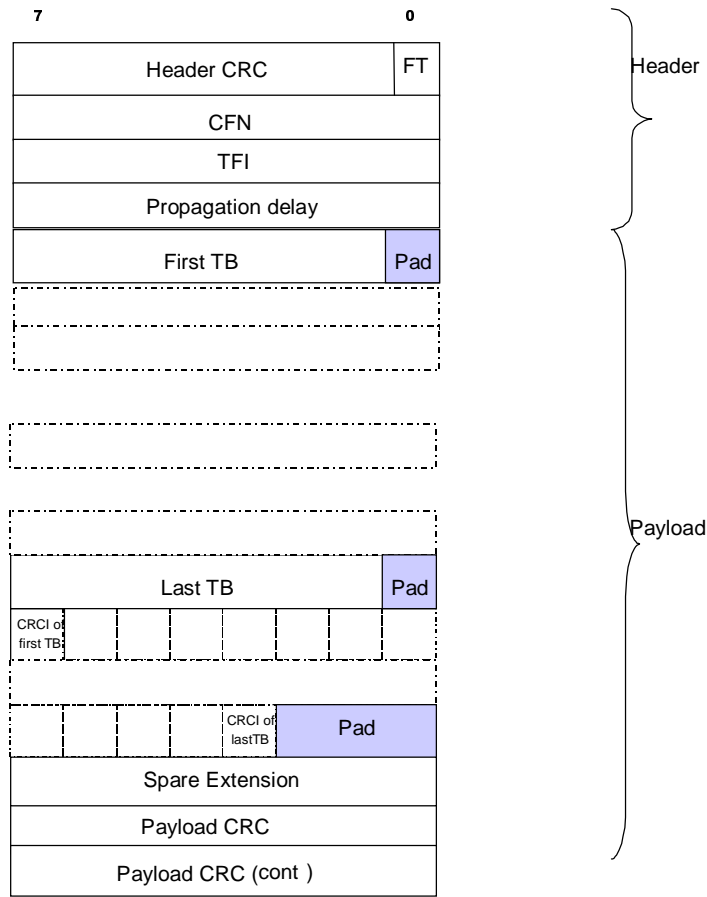 7 0
Header CRC FT
Header
CFN
TFI
Propagation delay
First TB Pad
Payload
Last TB Pad
CRCI of
first TB
CRCI of
lastTB
Pad
Spare Extension
Payload CRC
Payload CRC (cont )